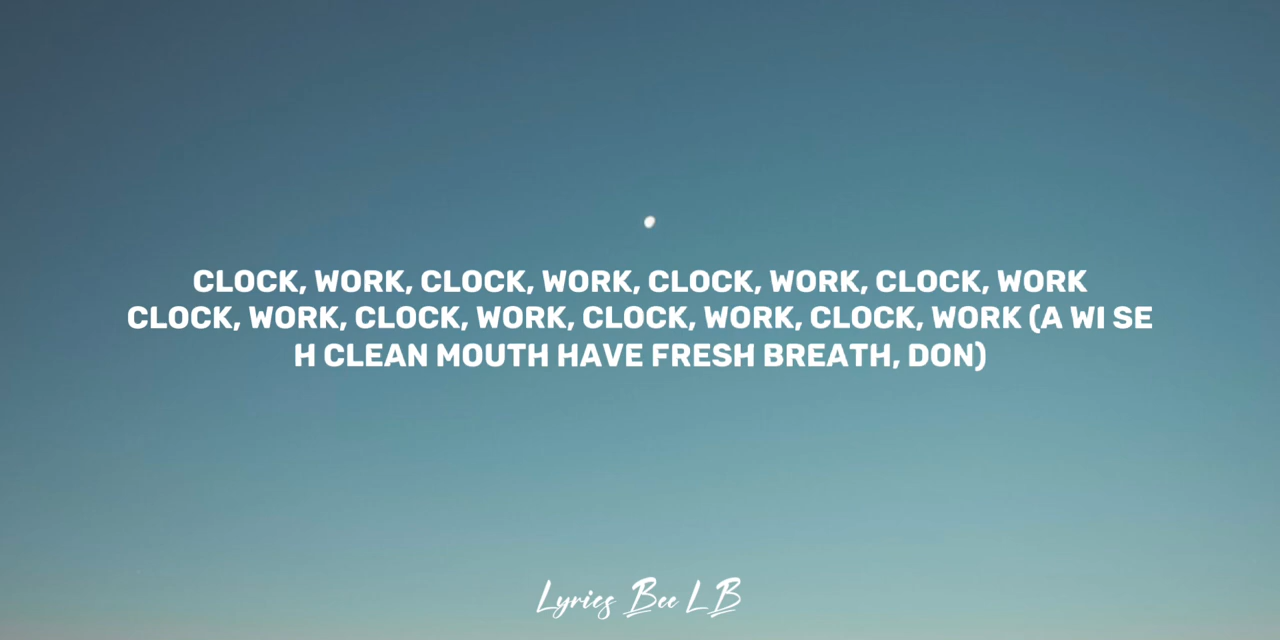 CLOCK, WORK, CLOCK, WORK, CLOCK, WORK, CLOCK, WORK
CLOCK, WORK, CLOCK, WORK, CLOCK, WORK, CLOCK, WORK (A WI SE
H CLEAN MOUTH HAVE FRESH BREATH, DON)
Lyrics Bee L B